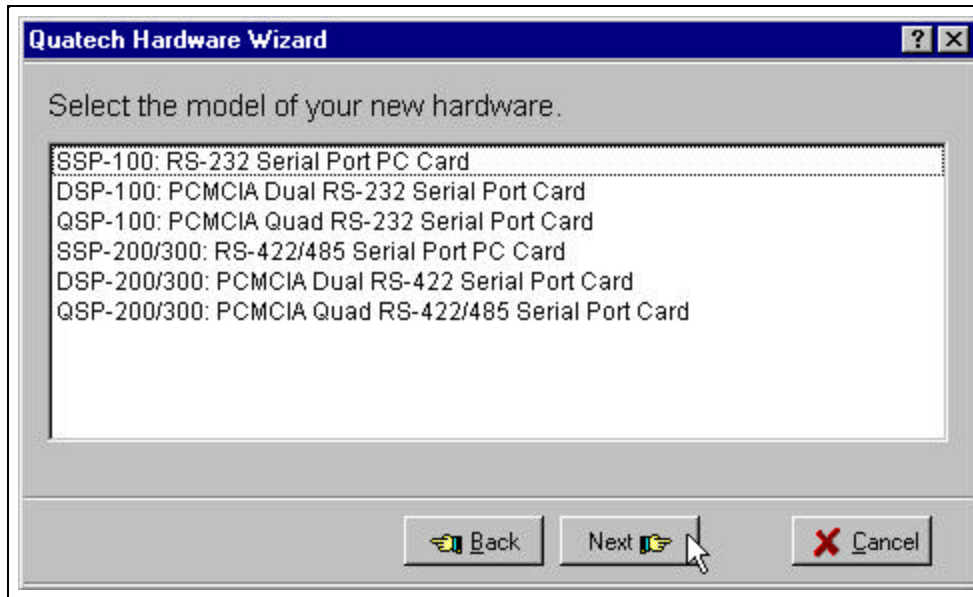 Quatech Hardware Wizard
Select the model of your new hardware.
SSP-100: RS-232 Serial Port PC Card
DSP-100: PCMCIA Dual RS-232 Serial Port Card
QSP-100: PCMCIA Quad RS-232 Serial Port Card
SSP-200/300: RS-422/485 Serial Port PC Card
DSP-200/300: PCMCIA Dual RS-422 Serial Port Card
QSP-200/300: PCMCIA Quad RS-422/485 Serial Port Card
Back Next Cancel